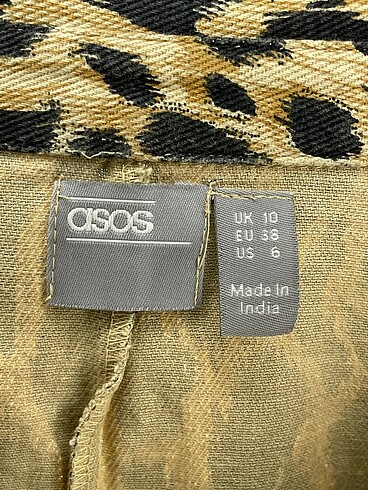 asos
UK 10
EU 38
US 6
Made In
India